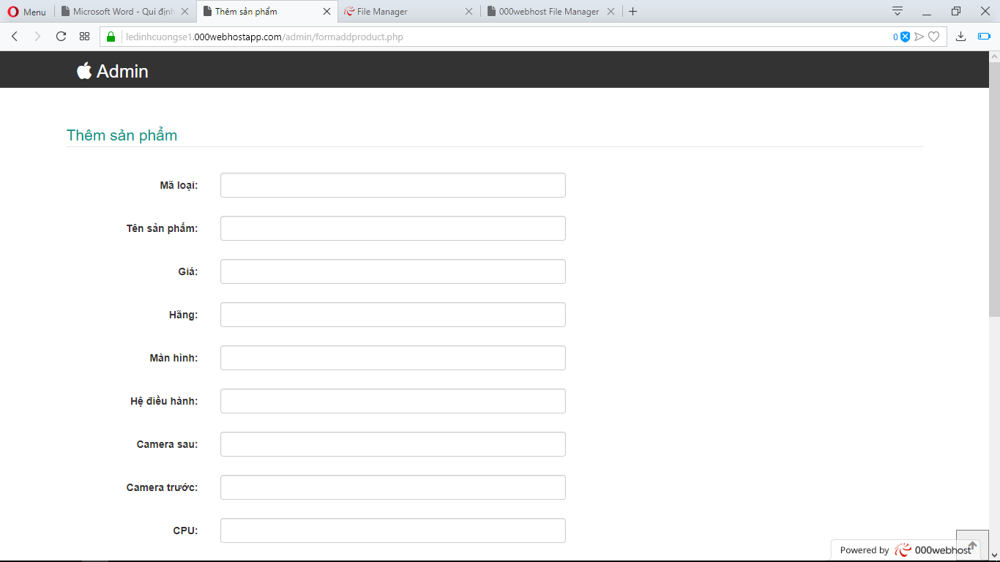 Menu
Microsoft Word - Qui định
Thêm sản phẩm
File Manager
000webhost File Manager
ledinhcuongse1.000webhostapp.com/admin/formaddproduct.php
0
Admin
Thêm sản phẩm
Mã loại:
Tên sản phẩm:
Giá:
Hãng:
Màn hình:
Hệ điều hành:
Camera sau:
Camera trước:
CPU:
Powered by 000webhost